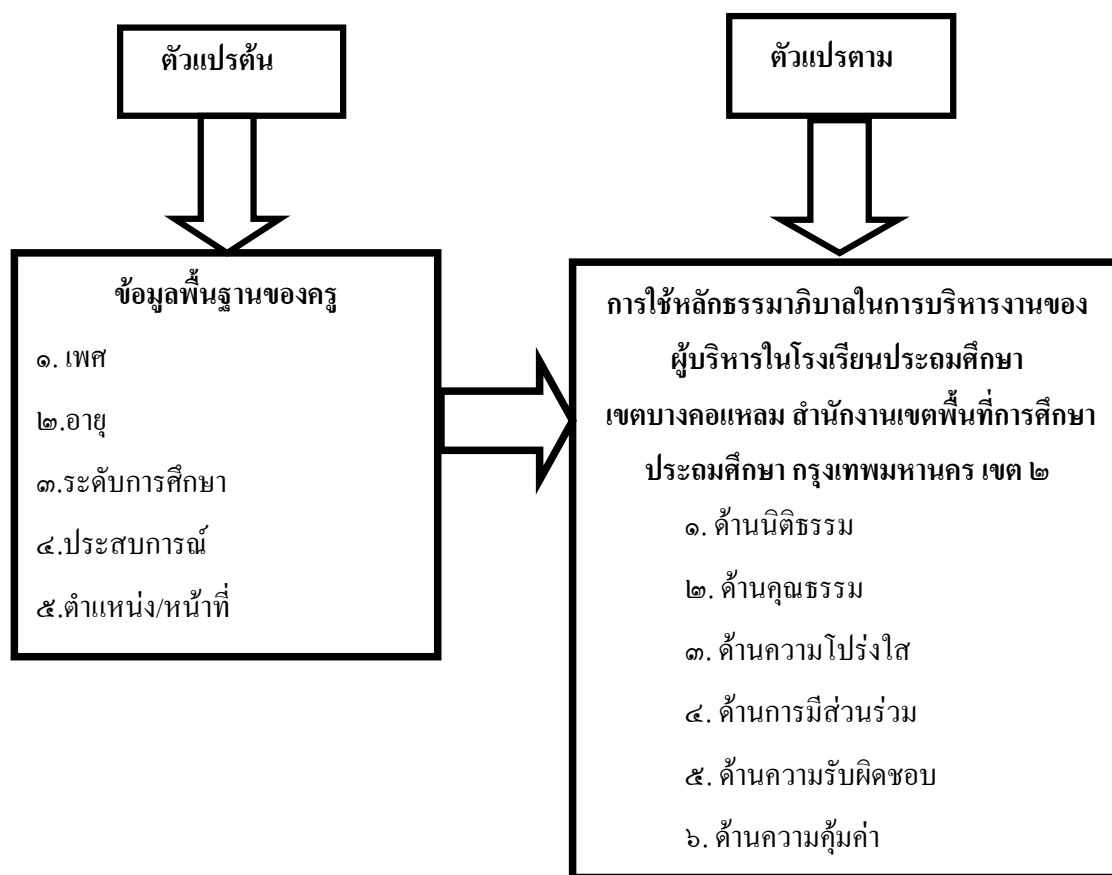 ตัวแปรต้น
ตัวแปรตาม
ข้อมูลพื้นฐานของครู
๑. เพศ
๒.อายุ
๓.ระดับการศึกษา
๔.ประสบการณ์
๕.ตำแหน่ง/หน้าที่
การใช้หลักธรรมาภิบาลในการบริหารงานของ
ผู้บริหารในโรงเรียนประถมศึกษา
เขตบางคอแหลม สำนักงานเขตพื้นที่การศึกษา
ประถมศึกษา กรุงเทพมหานคร เขต ๒
๑. ด้านนิติธรรม
๒. ด้านคุณธรรม
๓. ด้านความโปร่งใส
๔. ด้านการมีส่วนร่วม
๕. ด้านความรับผิดชอบ
๖. ด้านความคุ้มค่า